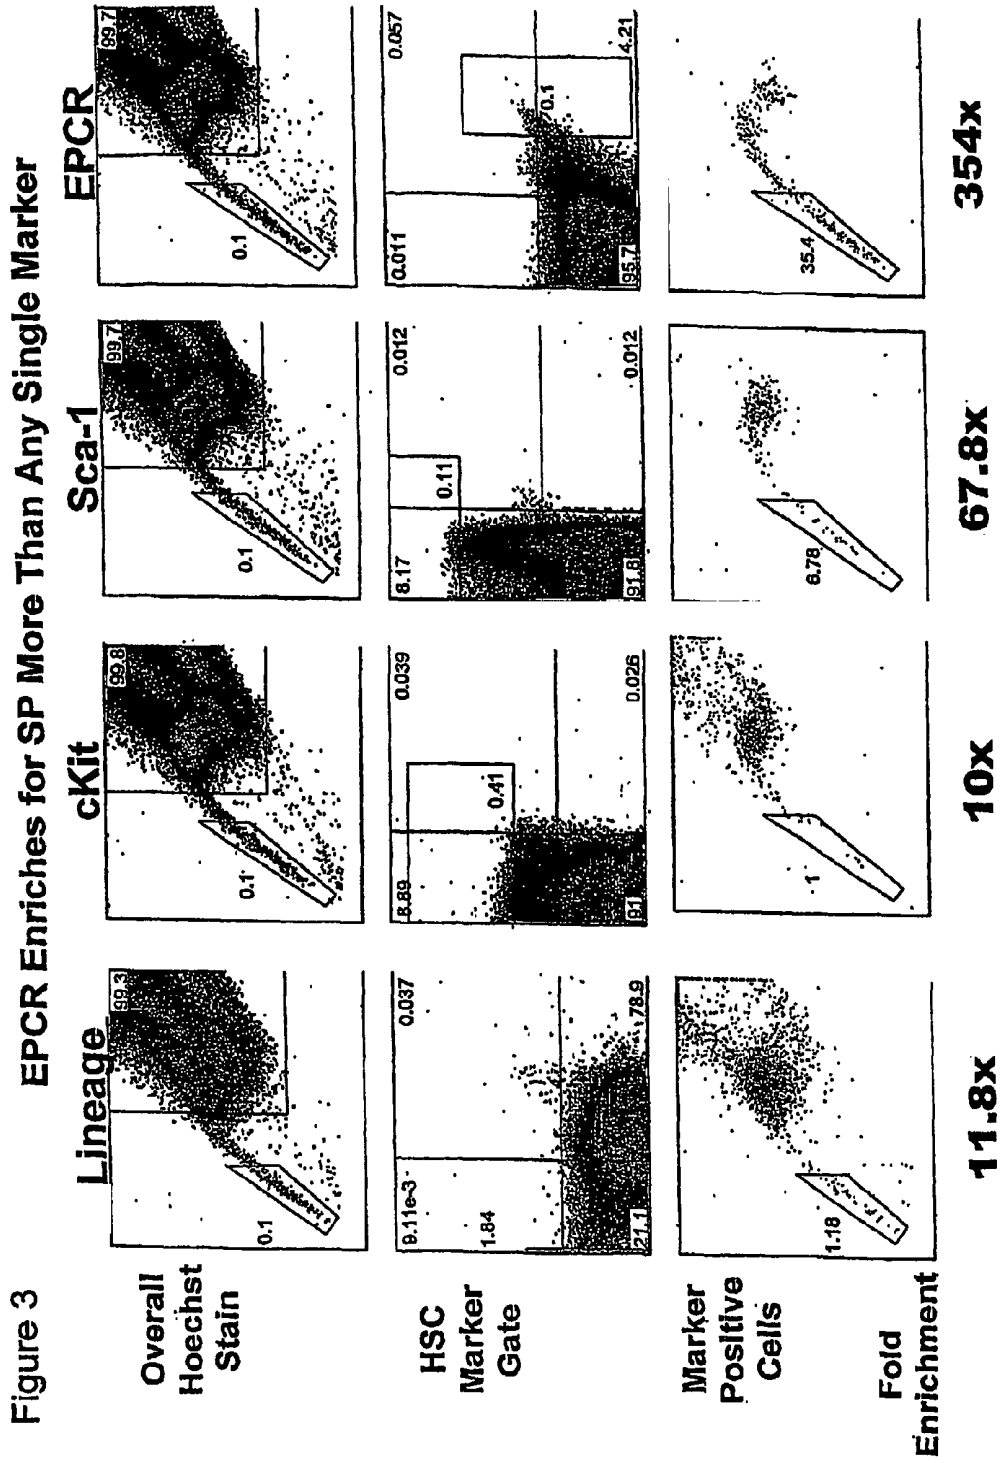 Figure 3
EPCR Enriches for SP More Than Any Single Marker
Lineage
cKit
Sca-1
EPCR
Overall
Hoechst
Stain
99.3
0.1
99.8
0.1
99.7
0.1
99.7
0.1
HSC
Marker
Gate
9.11e-3
0.037
1.84
21.1
78.9
8.89
0.039
0.41
91
0.026
8.17
0.012
0.11
91.8
0.012
0.011
0.057
0.1
95.7
4.21
Marker
Positive
Cells
1.18
1
6.78
35.4
Fold
Enrichment
11.8x
10x
67.8x
354x